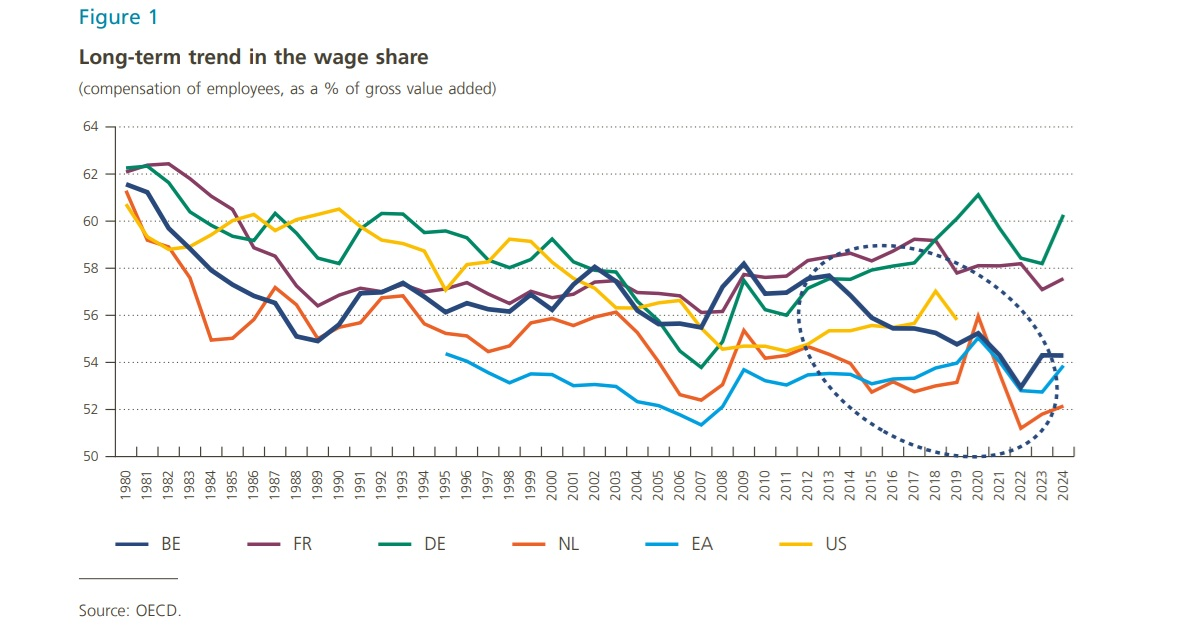 Figure 1
Long-term trend in the wage share
(compensation of employees, as a % of gross value added)
64
62
60
58
56
54
52
50
1980 1981 1982 1983 1984 1985 1986 1987 1988 1989 1990 1991 1992 1993 1994 1995 1996 1997 1998 1999 2000 2001 2002 2003 2004 2005 2006 2007 2008 2009 2010 2011 2012 2013 2014 2015 2016 2017 2018 2019 2020 2021 2022 2023 2024
BE FR DE NL EA US
Source: OECD.